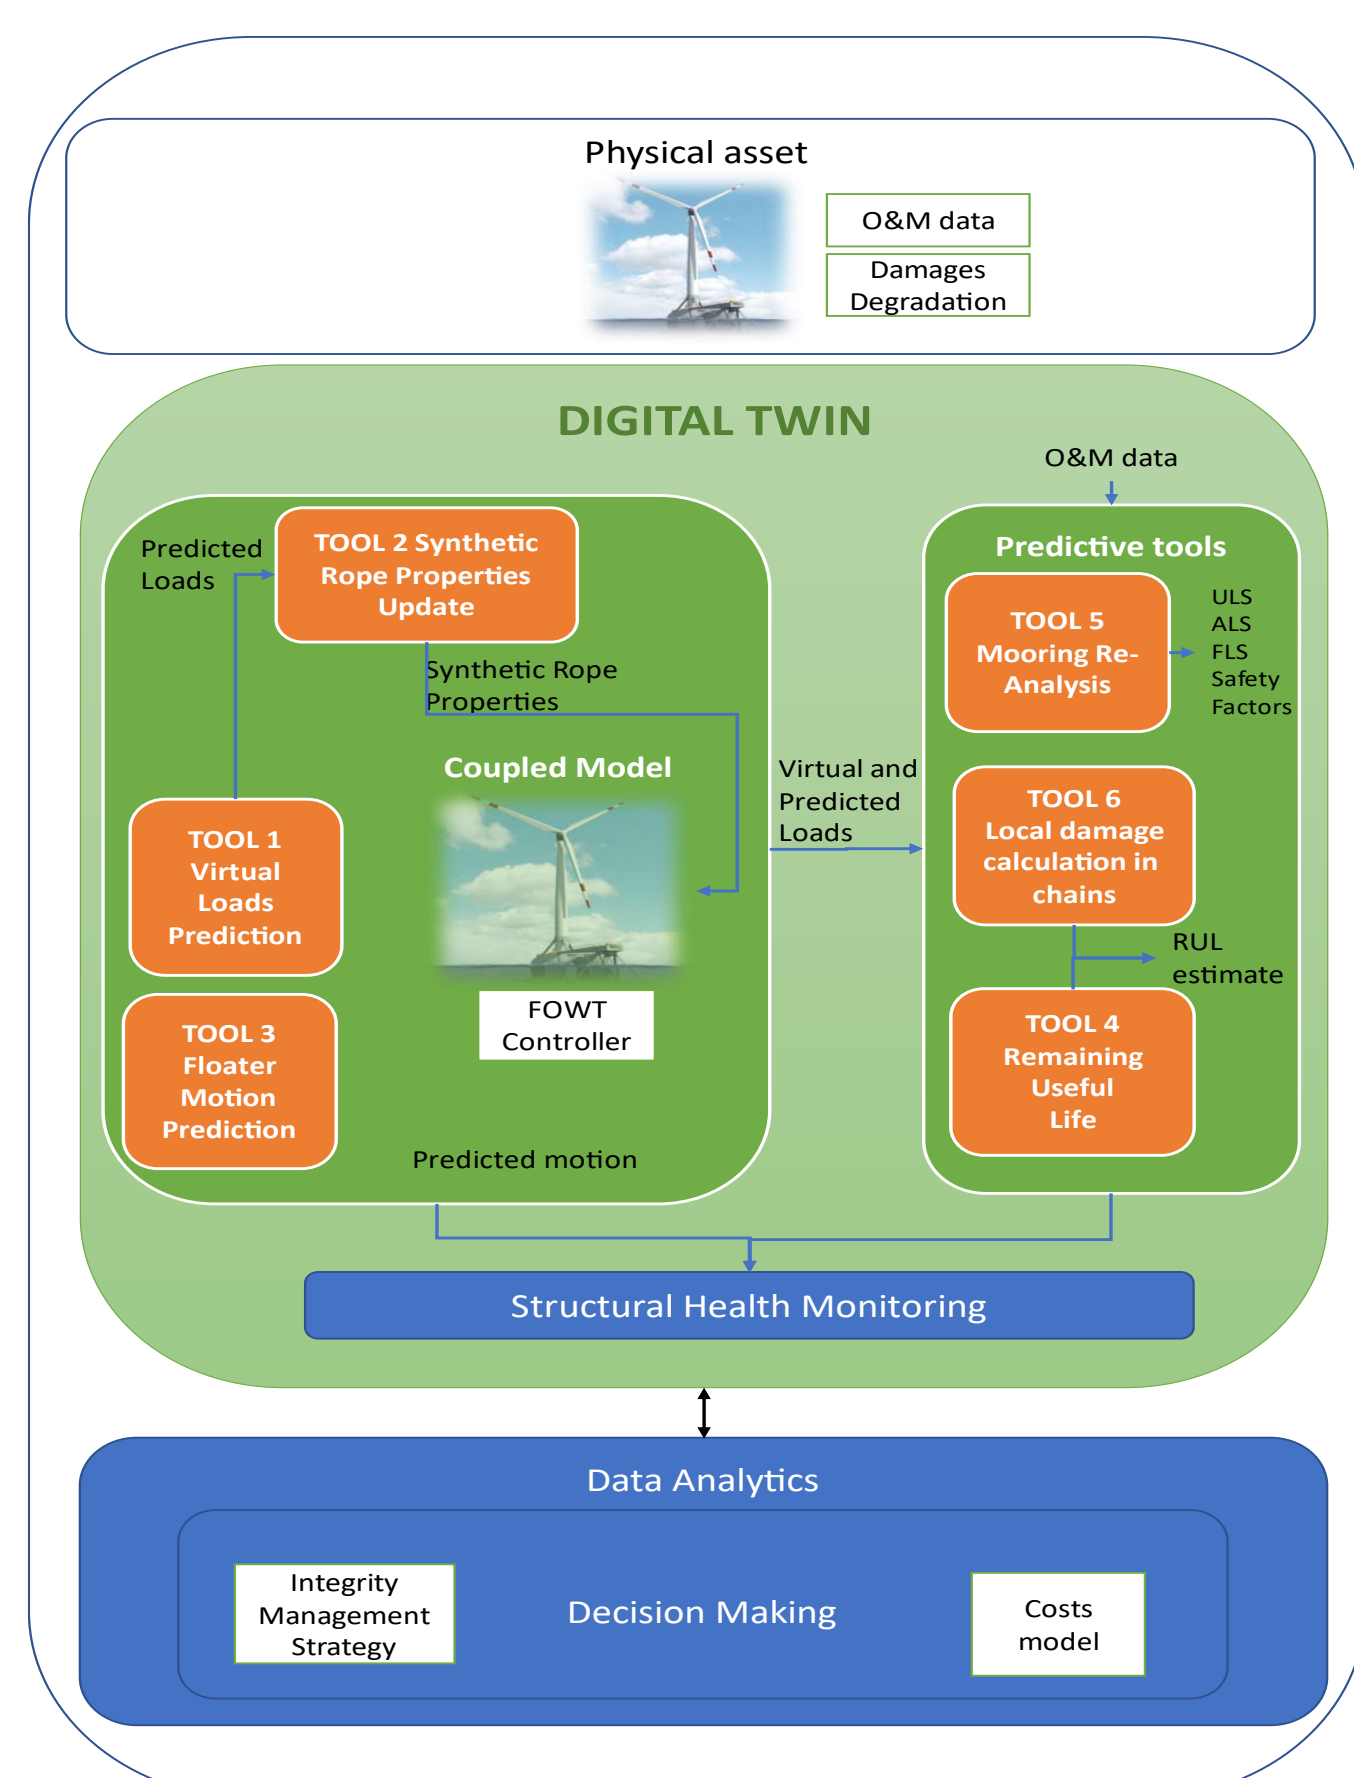 Physical asset
O&M data
Damages
Degradation
DIGITAL TWIN
O&M data
Predicted
Loads
TOOL 2 Synthetic
Rope Properties
Update
Synthetic Rope
Properties
Coupled Model
TOOL 1
Virtual
Loads
Prediction
FOWT
Controller
TOOL 3
Floater
Motion
Prediction
Predicted motion
Virtual and
Predicted
Loads
Predictive tools
TOOL 5
Mooring Re-
Analysis
ULS
ALS
FLS
Safety
Factors
TOOL 6
Local damage
calculation in
chains
RUL
estimate
TOOL 4
Remaining
Useful
Life
Structural Health Monitoring
Data Analytics
Integrity
Management
Strategy
Decision Making
Costs
model